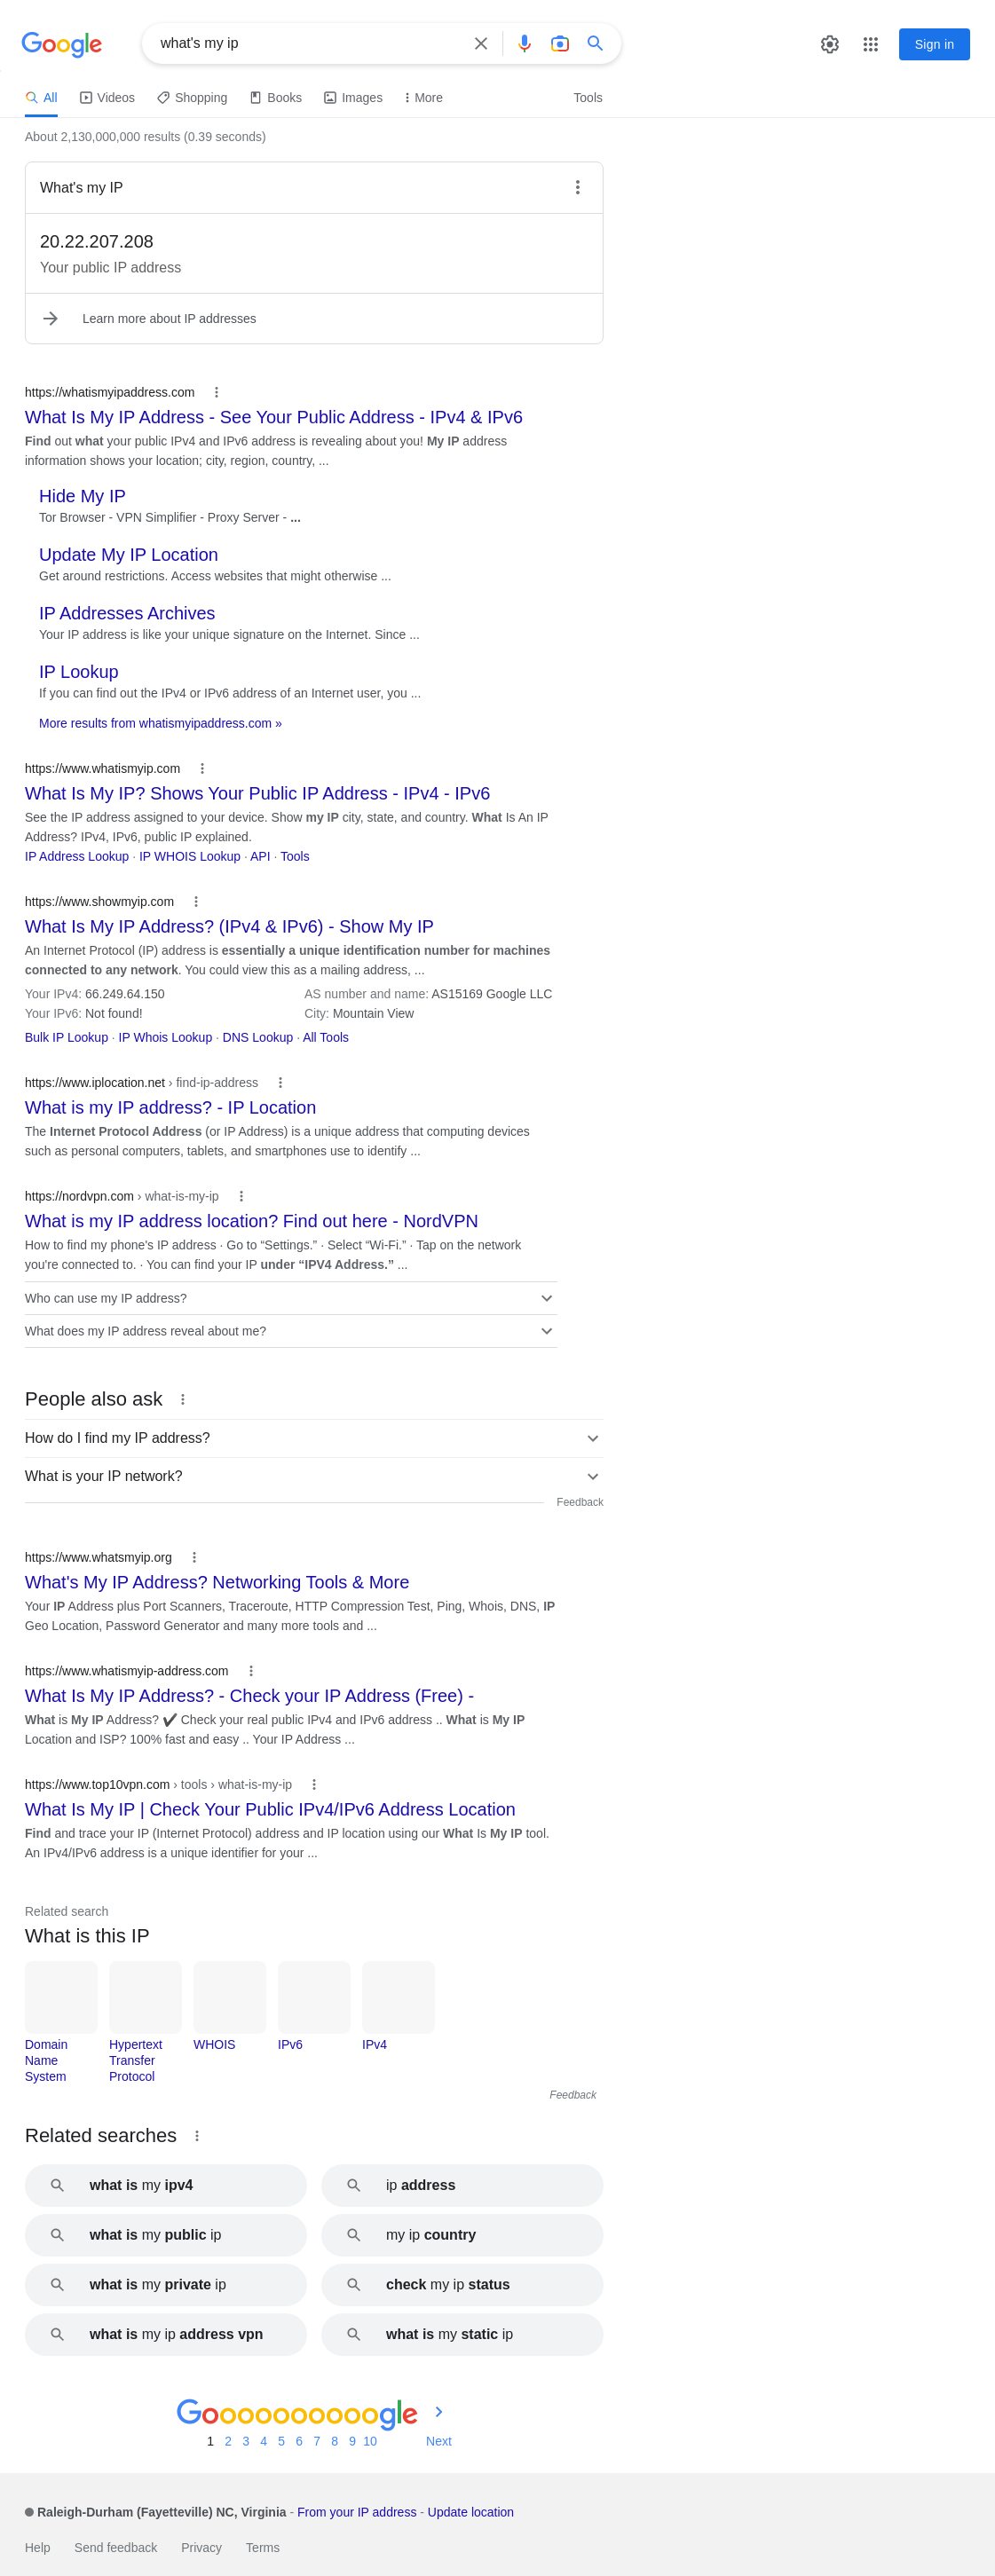 Google
what's my ip
Sign in
All Videos Shopping Books Images More Tools
About 2,130,000,000 results (0.39 seconds)
What's my IP
20.22.207.208
Your public IP address
Learn more about IP addresses
https://whatismyipaddress.com
What Is My IP Address - See Your Public Address - IPv4 & IPv6
Find out what your public IPv4 and IPv6 address is revealing about you! My IP address
information shows your location; city, region, country, ...
Hide My IP
Tor Browser - VPN Simplifier - Proxy Server - ...
Update My IP Location
Get around restrictions. Access websites that might otherwise ...
IP Addresses Archives
Your IP address is like your unique signature on the Internet. Since ...
IP Lookup
If you can find out the IPv4 or IPv6 address of an Internet user, you ...
More results from whatismyipaddress.com »
https://www.whatismyip.com
What Is My IP? Shows Your Public IP Address - IPv4 - IPv6
See the IP address assigned to your device. Show my IP city, state, and country. What Is An IP
Address? IPv4, IPv6, public IP explained.
IP Address Lookup · IP WHOIS Lookup · API · Tools
https://www.showmyip.com
What Is My IP Address? (IPv4 & IPv6) - Show My IP
An Internet Protocol (IP) address is essentially a unique identification number for machines
connected to any network. You could view this as a mailing address, ...
Your IPv4: 66.249.64.150 AS number and name: AS15169 Google LLC
Your IPv6: Not found! City: Mountain View
Bulk IP Lookup · IP Whois Lookup · DNS Lookup · All Tools
https://www.iplocation.net › find-ip-address
What is my IP address? - IP Location
The Internet Protocol Address (or IP Address) is a unique address that computing devices
such as personal computers, tablets, and smartphones use to identify ...
https://nordvpn.com › what-is-my-ip
What is my IP address location? Find out here - NordVPN
How to find my phone's IP address · Go to “Settings.” · Select “Wi-Fi.” · Tap on the network
you're connected to. · You can find your IP under “IPV4 Address.” ...
Who can use my IP address?
What does my IP address reveal about me?
People also ask
How do I find my IP address?
What is your IP network?
Feedback
https://www.whatsmyip.org
What's My IP Address? Networking Tools & More
Your IP Address plus Port Scanners, Traceroute, HTTP Compression Test, Ping, Whois, DNS, IP
Geo Location, Password Generator and many more tools and ...
https://www.whatismyip-address.com
What Is My IP Address? - Check your IP Address (Free) -
What is My IP Address? ✔️ Check your real public IPv4 and IPv6 address .. What is My IP
Location and ISP? 100% fast and easy .. Your IP Address ...
https://www.top10vpn.com › tools › what-is-my-ip
What Is My IP | Check Your Public IPv4/IPv6 Address Location
Find and trace your IP (Internet Protocol) address and IP location using our What Is My IP tool.
An IPv4/IPv6 address is a unique identifier for your ...
Related search
What is this IP
Domain Name System
Hypertext Transfer Protocol
WHOIS
IPv6
IPv4
Feedback
Related searches
what is my ipv4
ip address
what is my public ip
my ip country
what is my private ip
check my ip status
what is my ip address vpn
what is my static ip
Goooooooooogle
1 2 3 4 5 6 7 8 9 10 Next
Raleigh-Durham (Fayetteville) NC, Virginia - From your IP address - Update location
Help Send feedback Privacy Terms